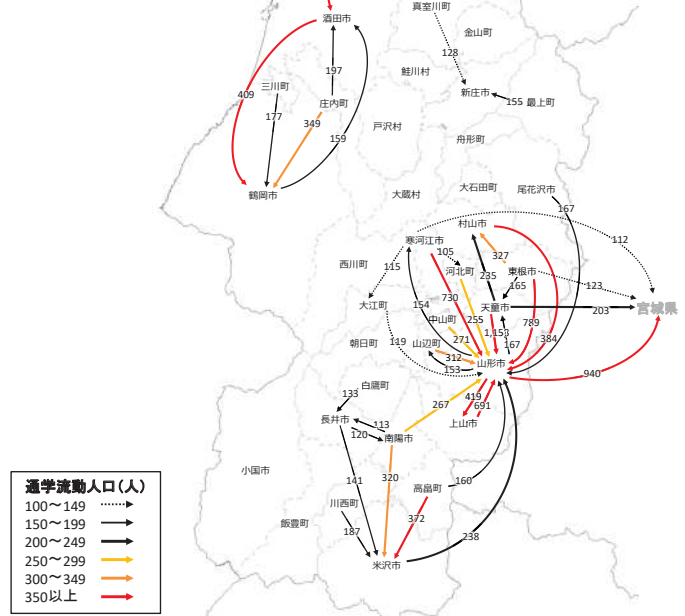 真室川町
酒田市
金山町
128
197
鮭川村
三川町
新庄市
155
最上町
409
庄内町
177
349
戸沢村
159
舟形町
鶴岡市
大蔵村
大石田町
尾花沢市
167
村山市
寒河江市
112
105
327
西川町
115
河北町
235
東根市
165
123
730
大江町
154
天童市
203
宮城県
255
中山町
789
119
271
1,153
384
朝日町
山辺町
167
312
153
山形市
940
白鷹町
133
267
419
691
長井市
113
上山市
120
南陽市
小国市
141
320
160
高畠町
川西町
372
飯豊町
187
238
米沢市
通学流動人口(人)
100～149
150～199
200～249
250～299
300～349
350以上